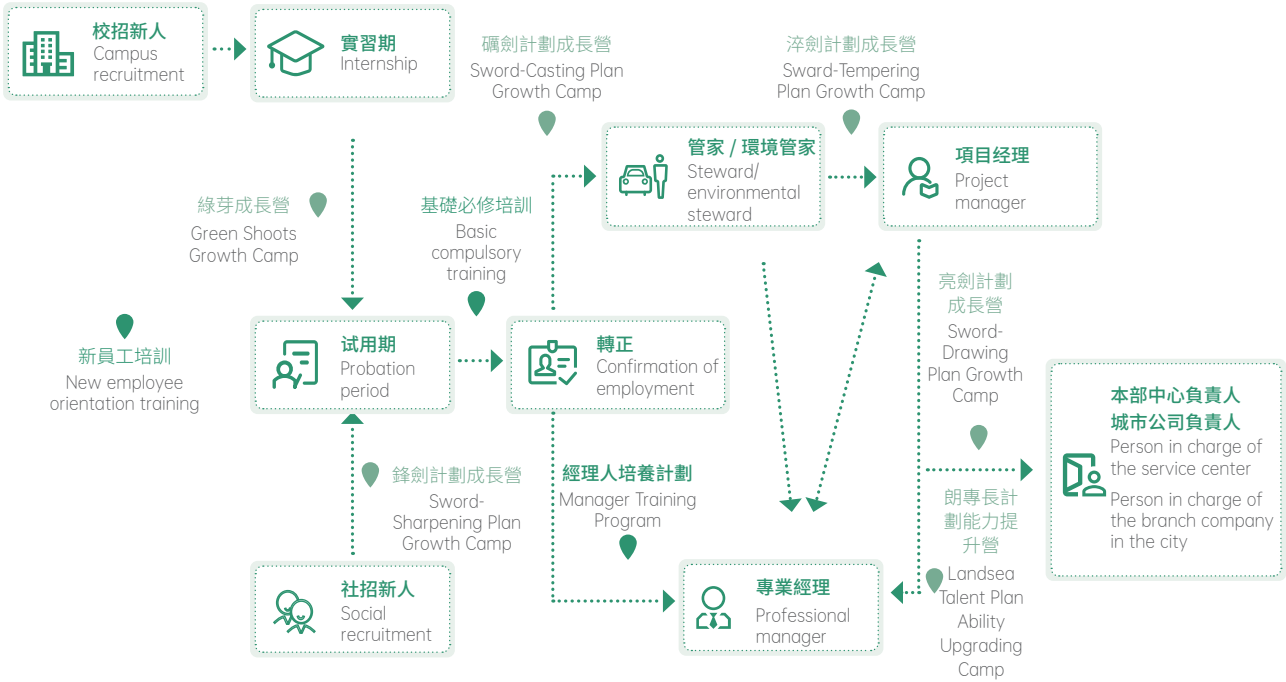 校招新人
Campus
recruitment
實習期
Internship
礪劍計劃成長營
Sword-Casting Plan
Growth Camp
淬劍計劃成長營
Sward-Tempering
Plan Growth Camp
管家 / 環境管家
Steward/
environmental
steward
項目经理
Project
manager
綠芽成長營
Green Shoots
Growth Camp
基礎必修培訓
Basic
compulsory
training
新員工培訓
New employee
orientation training
试用期
Probation
period
轉正
Confirmation of
employment
亮劍計劃
成長營
Sword-
Drawing
Plan Growth
Camp
本部中心負責人
城市公司負責人
Person in charge of
the service center
Person in charge of
the branch company
in the city
鋒劍計劃成長營
Sword-
Sharpening Plan
Growth Camp
經理人培養計劃
Manager Training
Program
朗專長計
劃能力提
升營
Landsea
Talent Plan
Ability
Upgrading
Camp
社招新人
Social
recruitment
專業經理
Professional
manager